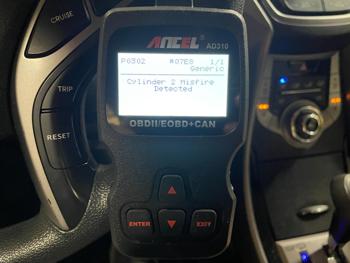 CRUISE
ANCEL
AD310
P0302 $07E8 1/1
Generic
Cylinder 2 Misfire
Detected
TRIP
OBDII/EOBD+CAN
RESET
ENTER
EXIT